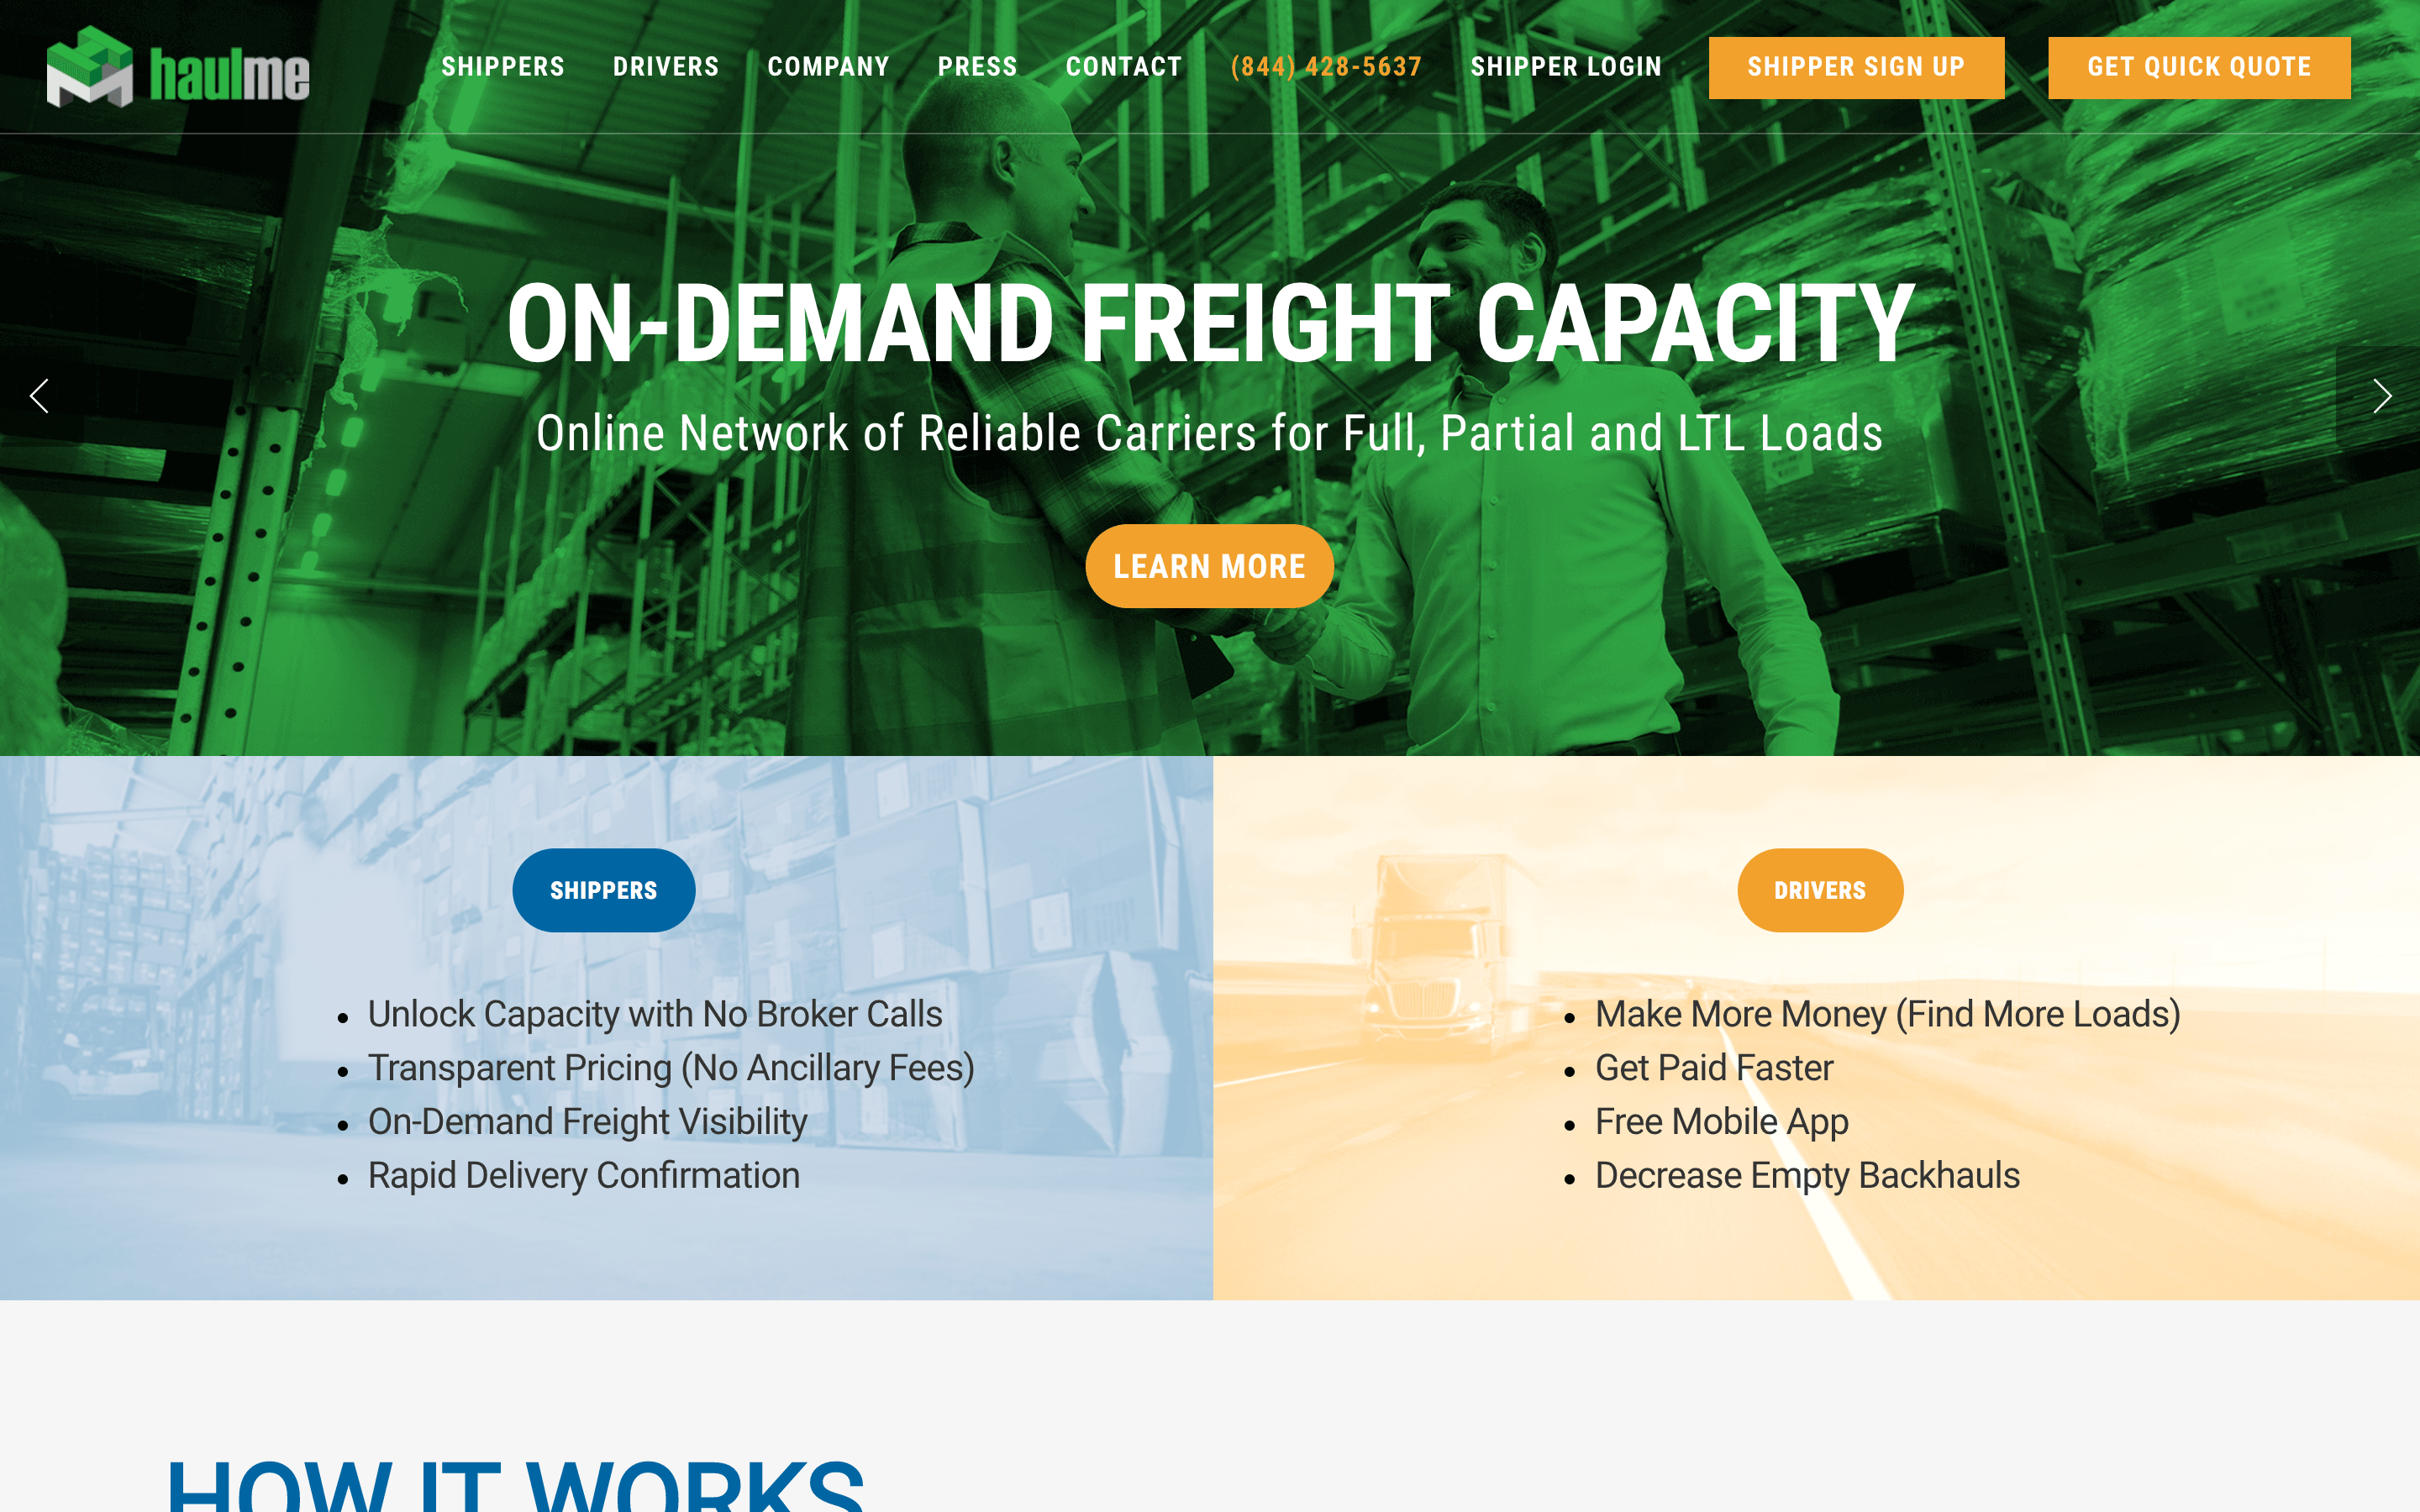 haulme
SHIPPERS DRIVERS COMPANY PRESS CONTACT (844) 428-5637 SHIPPER LOGIN SHIPPER SIGN UP GET QUICK QUOTE
ON-DEMAND FREIGHT CAPACITY
Online Network of Reliable Carriers for Full, Partial and LTL Loads
LEARN MORE
SHIPPERS
• Unlock Capacity with No Broker Calls
• Transparent Pricing (No Ancillary Fees)
• On-Demand Freight Visibility
• Rapid Delivery Confirmation
DRIVERS
• Make More Money (Find More Loads)
• Get Paid Faster
• Free Mobile App
• Decrease Empty Backhauls
HOW IT WORKS